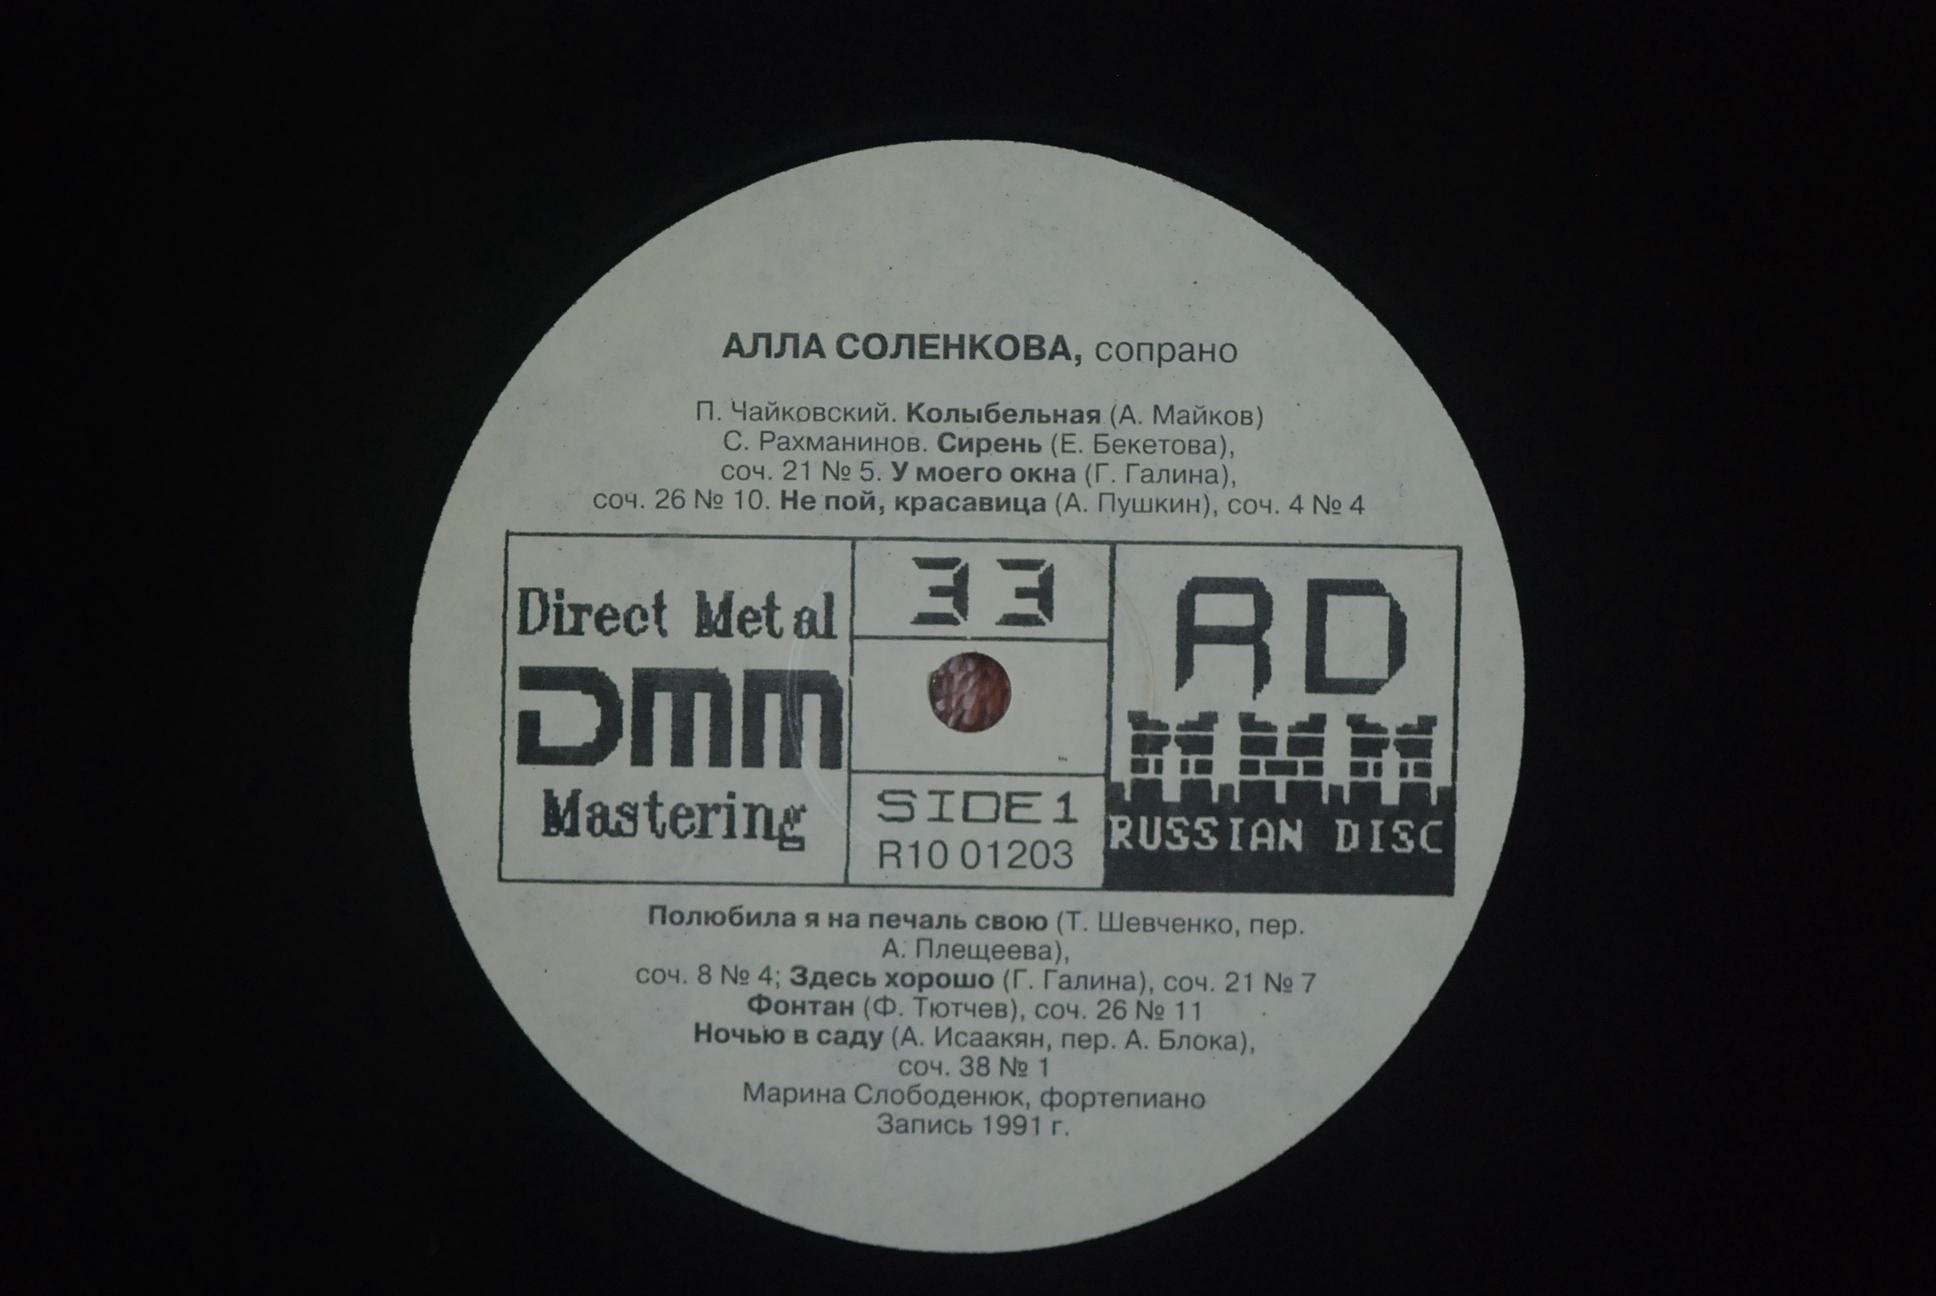 АЛЛА СОЛЕНКОВА, сопрано
П. Чайковский. Колыбельная (А. Майков)
С. Рахманинов. Сирень (Е. Бекетова),
соч. 21 № 5. У моего окна (Г. Галина),
соч. 26 № 10. Не пой, красавица (А. Пушкин), соч. 4 № 4
Direct Metal
DMM
Mastering
33
SIDE 1
R10 01203
RD
RUSSIAN DISC
Полюбила я на печаль свою (Т. Шевченко, пер.
А. Плещеева),
соч. 8 № 4; Здесь хорошо (Г. Галина), соч. 21 № 7
Фонтан (Ф. Тютчев), соч. 26 № 11
Ночью в саду (А. Исаакян, пер. А. Блока),
соч. 38 № 1
Марина Слободенюк, фортепиано
Запись 1991 г.